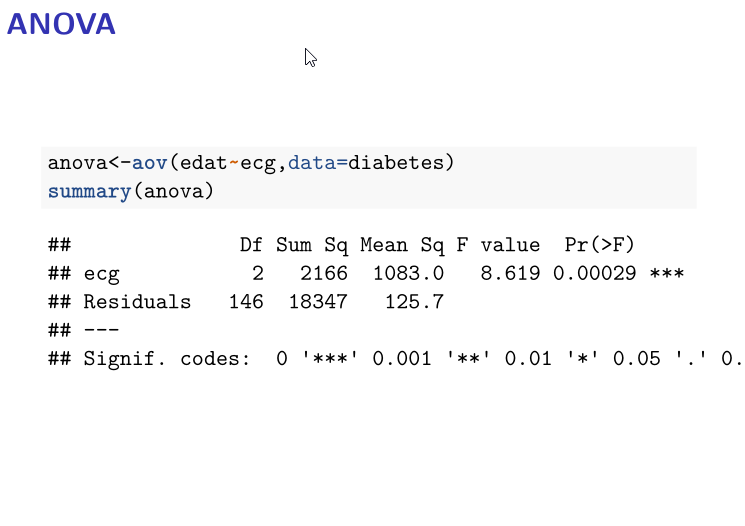 ANOVA
anova<-aov(edat~ecg,data=diabetes)
summary(anova)
##              Df Sum Sq Mean Sq F value  Pr(>F)
## ecg           2   2166  1083.0   8.619 0.00029 ***
## Residuals   146  18347   125.7
## ---
## Signif. codes:  0 '***' 0.001 '**' 0.01 '*' 0.05 '.' 0.